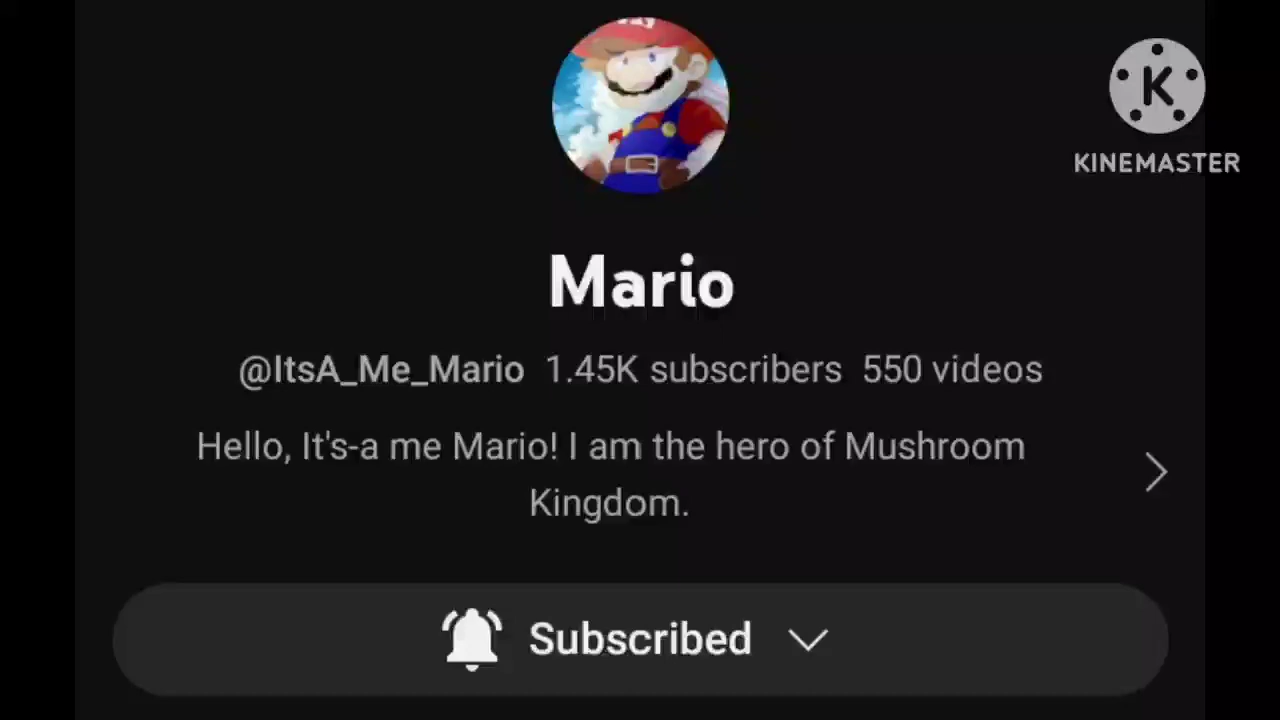 K
KINEMASTER
Mario
@ItsA_Me_Mario 1.45K subscribers 550 videos
Hello, It's-a me Mario! I am the hero of Mushroom
Kingdom.
Subscribed